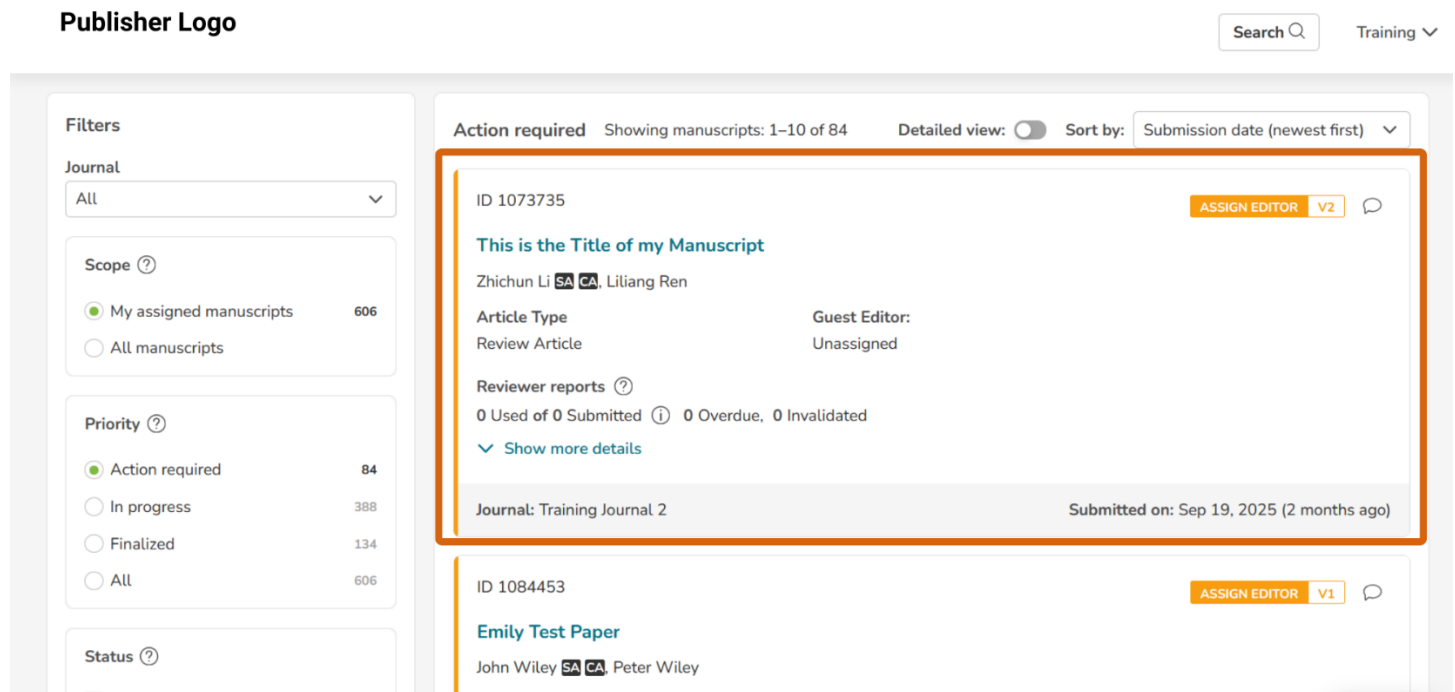 Publisher Logo
Search
Training
Filters
Journal
All
Scope ?
My assigned manuscripts 606
All manuscripts
Priority ?
Action required 84
In progress 388
Finalized 134
All 606
Status ?
Action required Showing manuscripts: 1–10 of 84 Detailed view: Sort by: Submission date (newest first)
ID 1073735 ASSIGN EDITOR V2
This is the Title of my Manuscript
Zhichun Li SA CA, Liliang Ren
Article Type Guest Editor:
Review Article Unassigned
Reviewer reports ?
0 Used of 0 Submitted i 0 Overdue, 0 Invalidated
Show more details
Journal: Training Journal 2 Submitted on: Sep 19, 2025 (2 months ago)
ID 1084453 ASSIGN EDITOR V1
Emily Test Paper
John Wiley SA CA, Peter Wiley